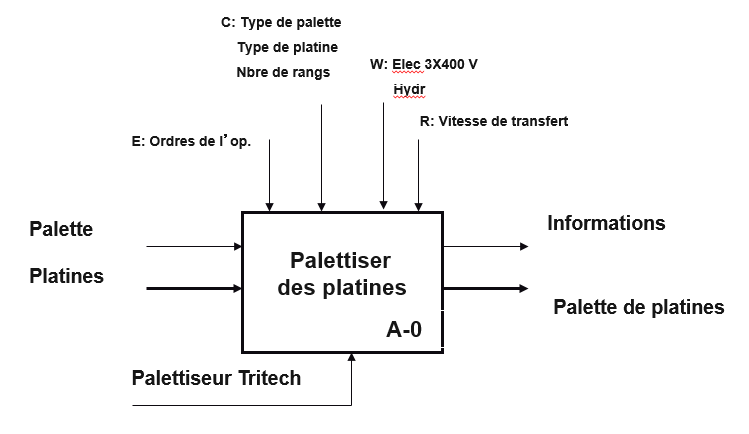 C: Type de palette
Type de platine
Nbre de rangs
W: Elec 3X400 V
Hydr
R: Vitesse de transfert
E: Ordres de l’op.
Palette
Platines
Palettiser
des platines
A-0
Informations
Palette de platines
Palettiseur Tritech